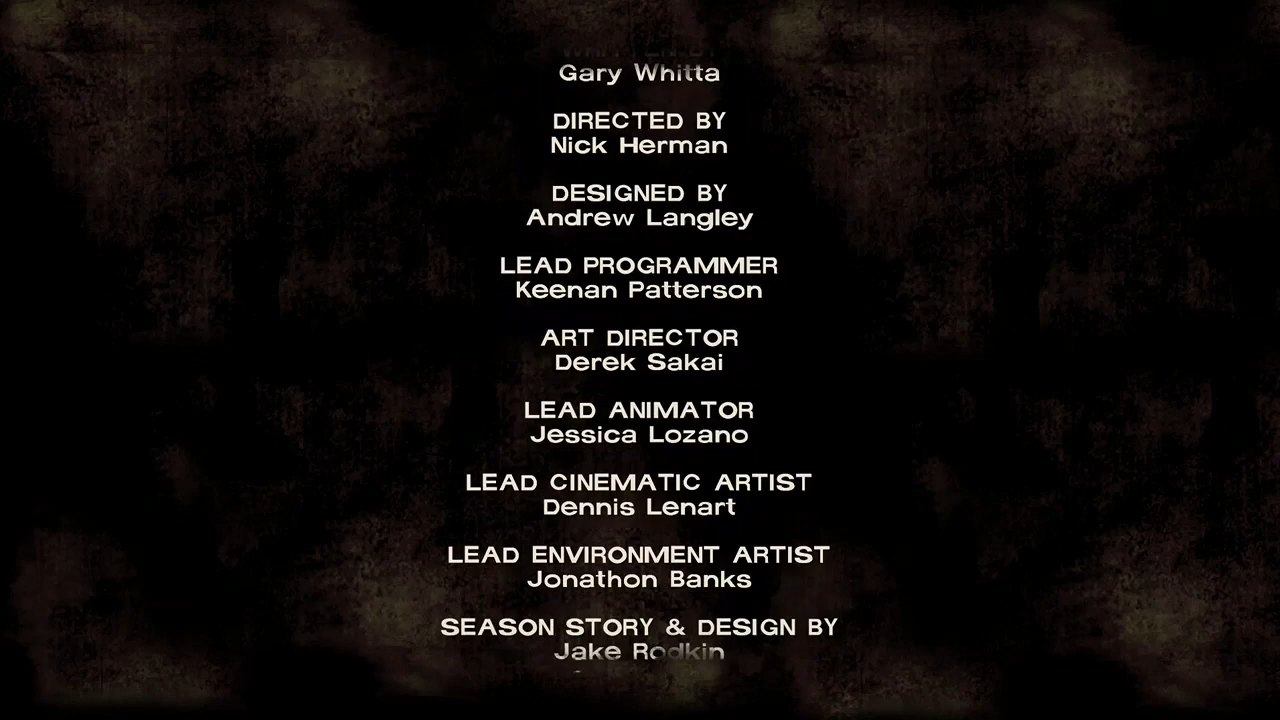 Gary Whitta
DIRECTED BY
Nick Herman
DESIGNED BY
Andrew Langley
LEAD PROGRAMMER
Keenan Patterson
ART DIRECTOR
Derek Sakai
LEAD ANIMATOR
Jessica Lozano
LEAD CINEMATIC ARTIST
Dennis Lenart
LEAD ENVIRONMENT ARTIST
Jonathon Banks
SEASON STORY & DESIGN BY
Jake Rodkin